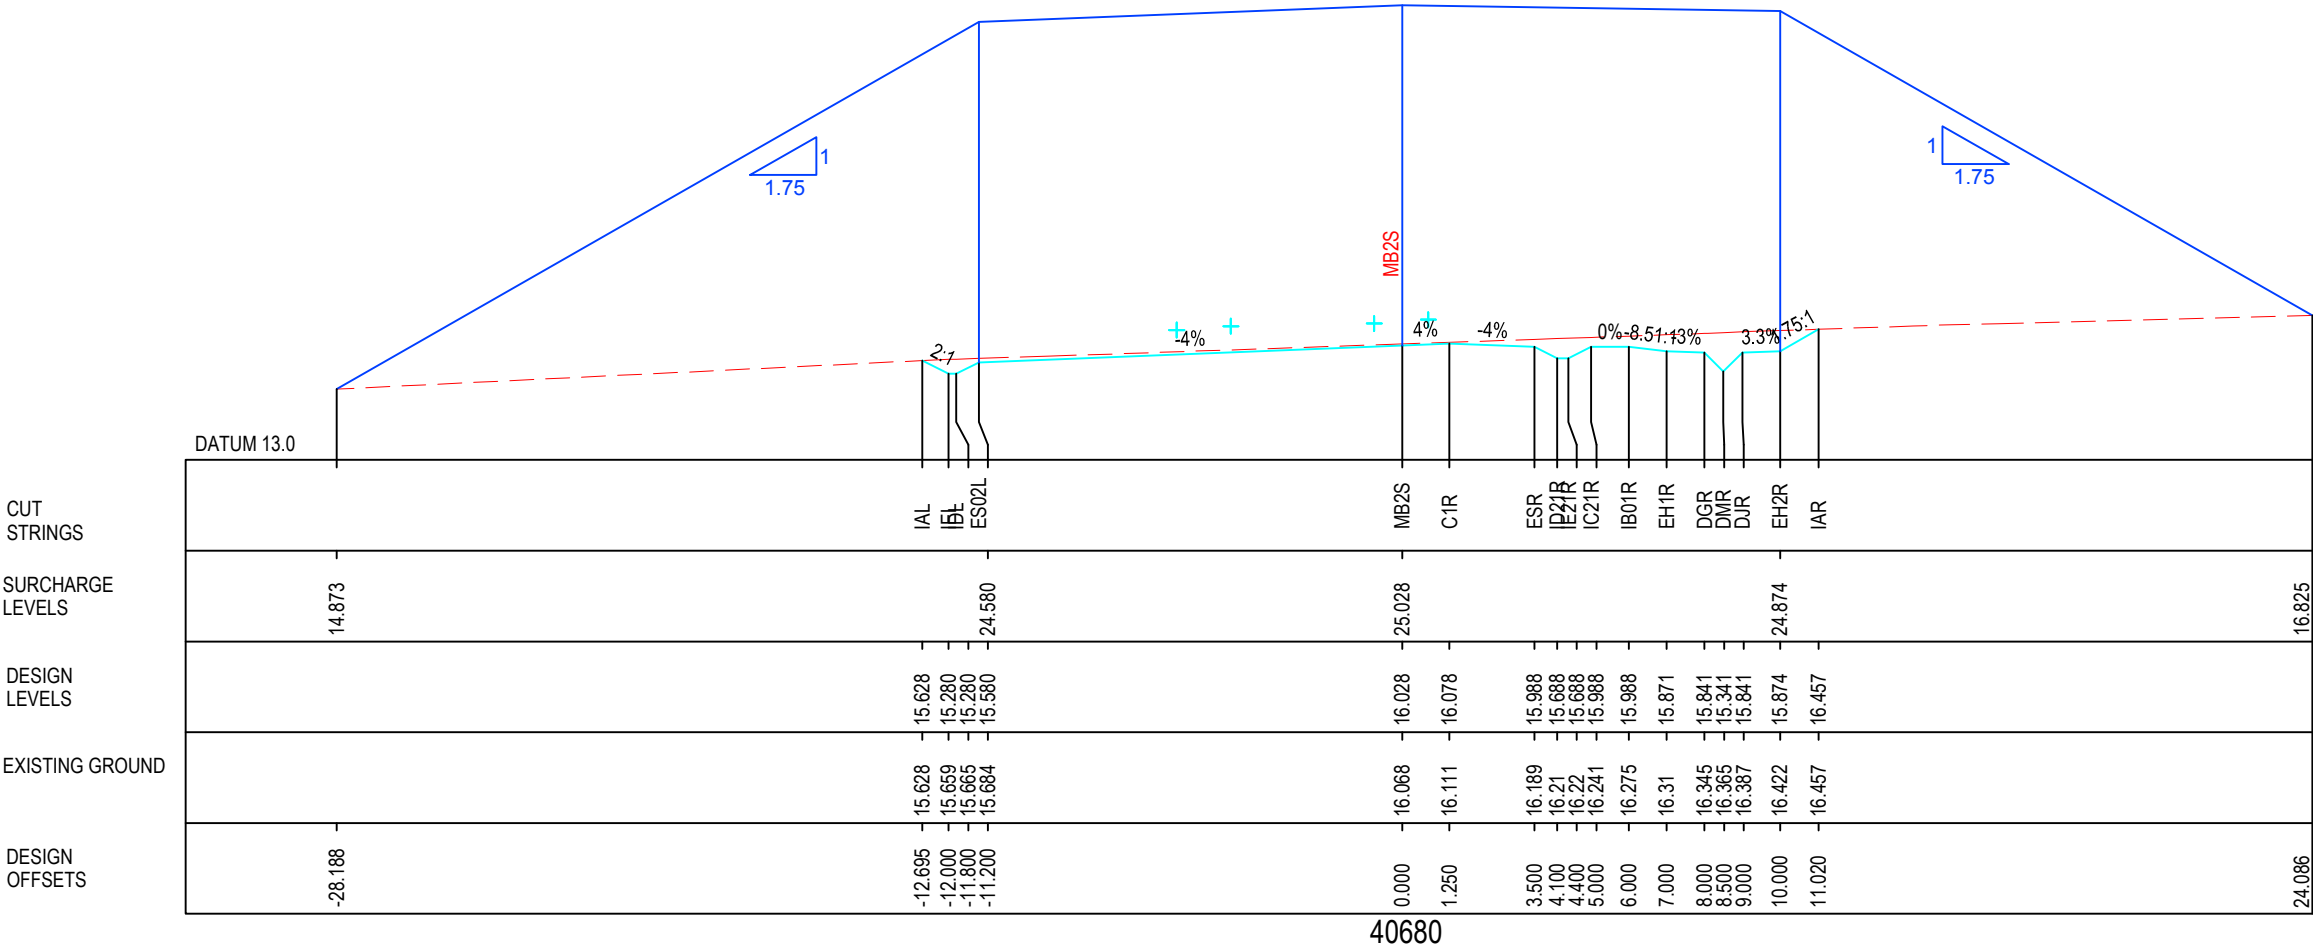 1
1.75
1
1.75
MB2S
2:1
-4%
4%
-4%
0%
-8.51:13%
3.3%
.75:1
DATUM 13.0
CUT STRINGS
IAL IEL IDL ES02L MB2S C1R ESR ID21R IE21R IC21R IB01R EH1R DGR DMR DJR EH2R IAR
SURCHARGE LEVELS
14.873 24.580 25.028 24.874 16.825
DESIGN LEVELS
15.628 15.280 15.280 15.580 16.028 16.078 15.988 15.688 15.688 15.988 15.988 15.871 15.841 15.341 15.841 15.874 16.457
EXISTING GROUND
15.628 15.659 15.665 15.684 16.068 16.111 16.189 16.21 16.22 16.241 16.275 16.31 16.345 16.365 16.387 16.422 16.457
DESIGN OFFSETS
-28.188 -12.695 -12.000 -11.800 -11.200 0.000 1.250 3.500 4.100 4.400 5.000 6.000 7.000 8.000 8.500 9.000 10.000 11.020 24.086
40680